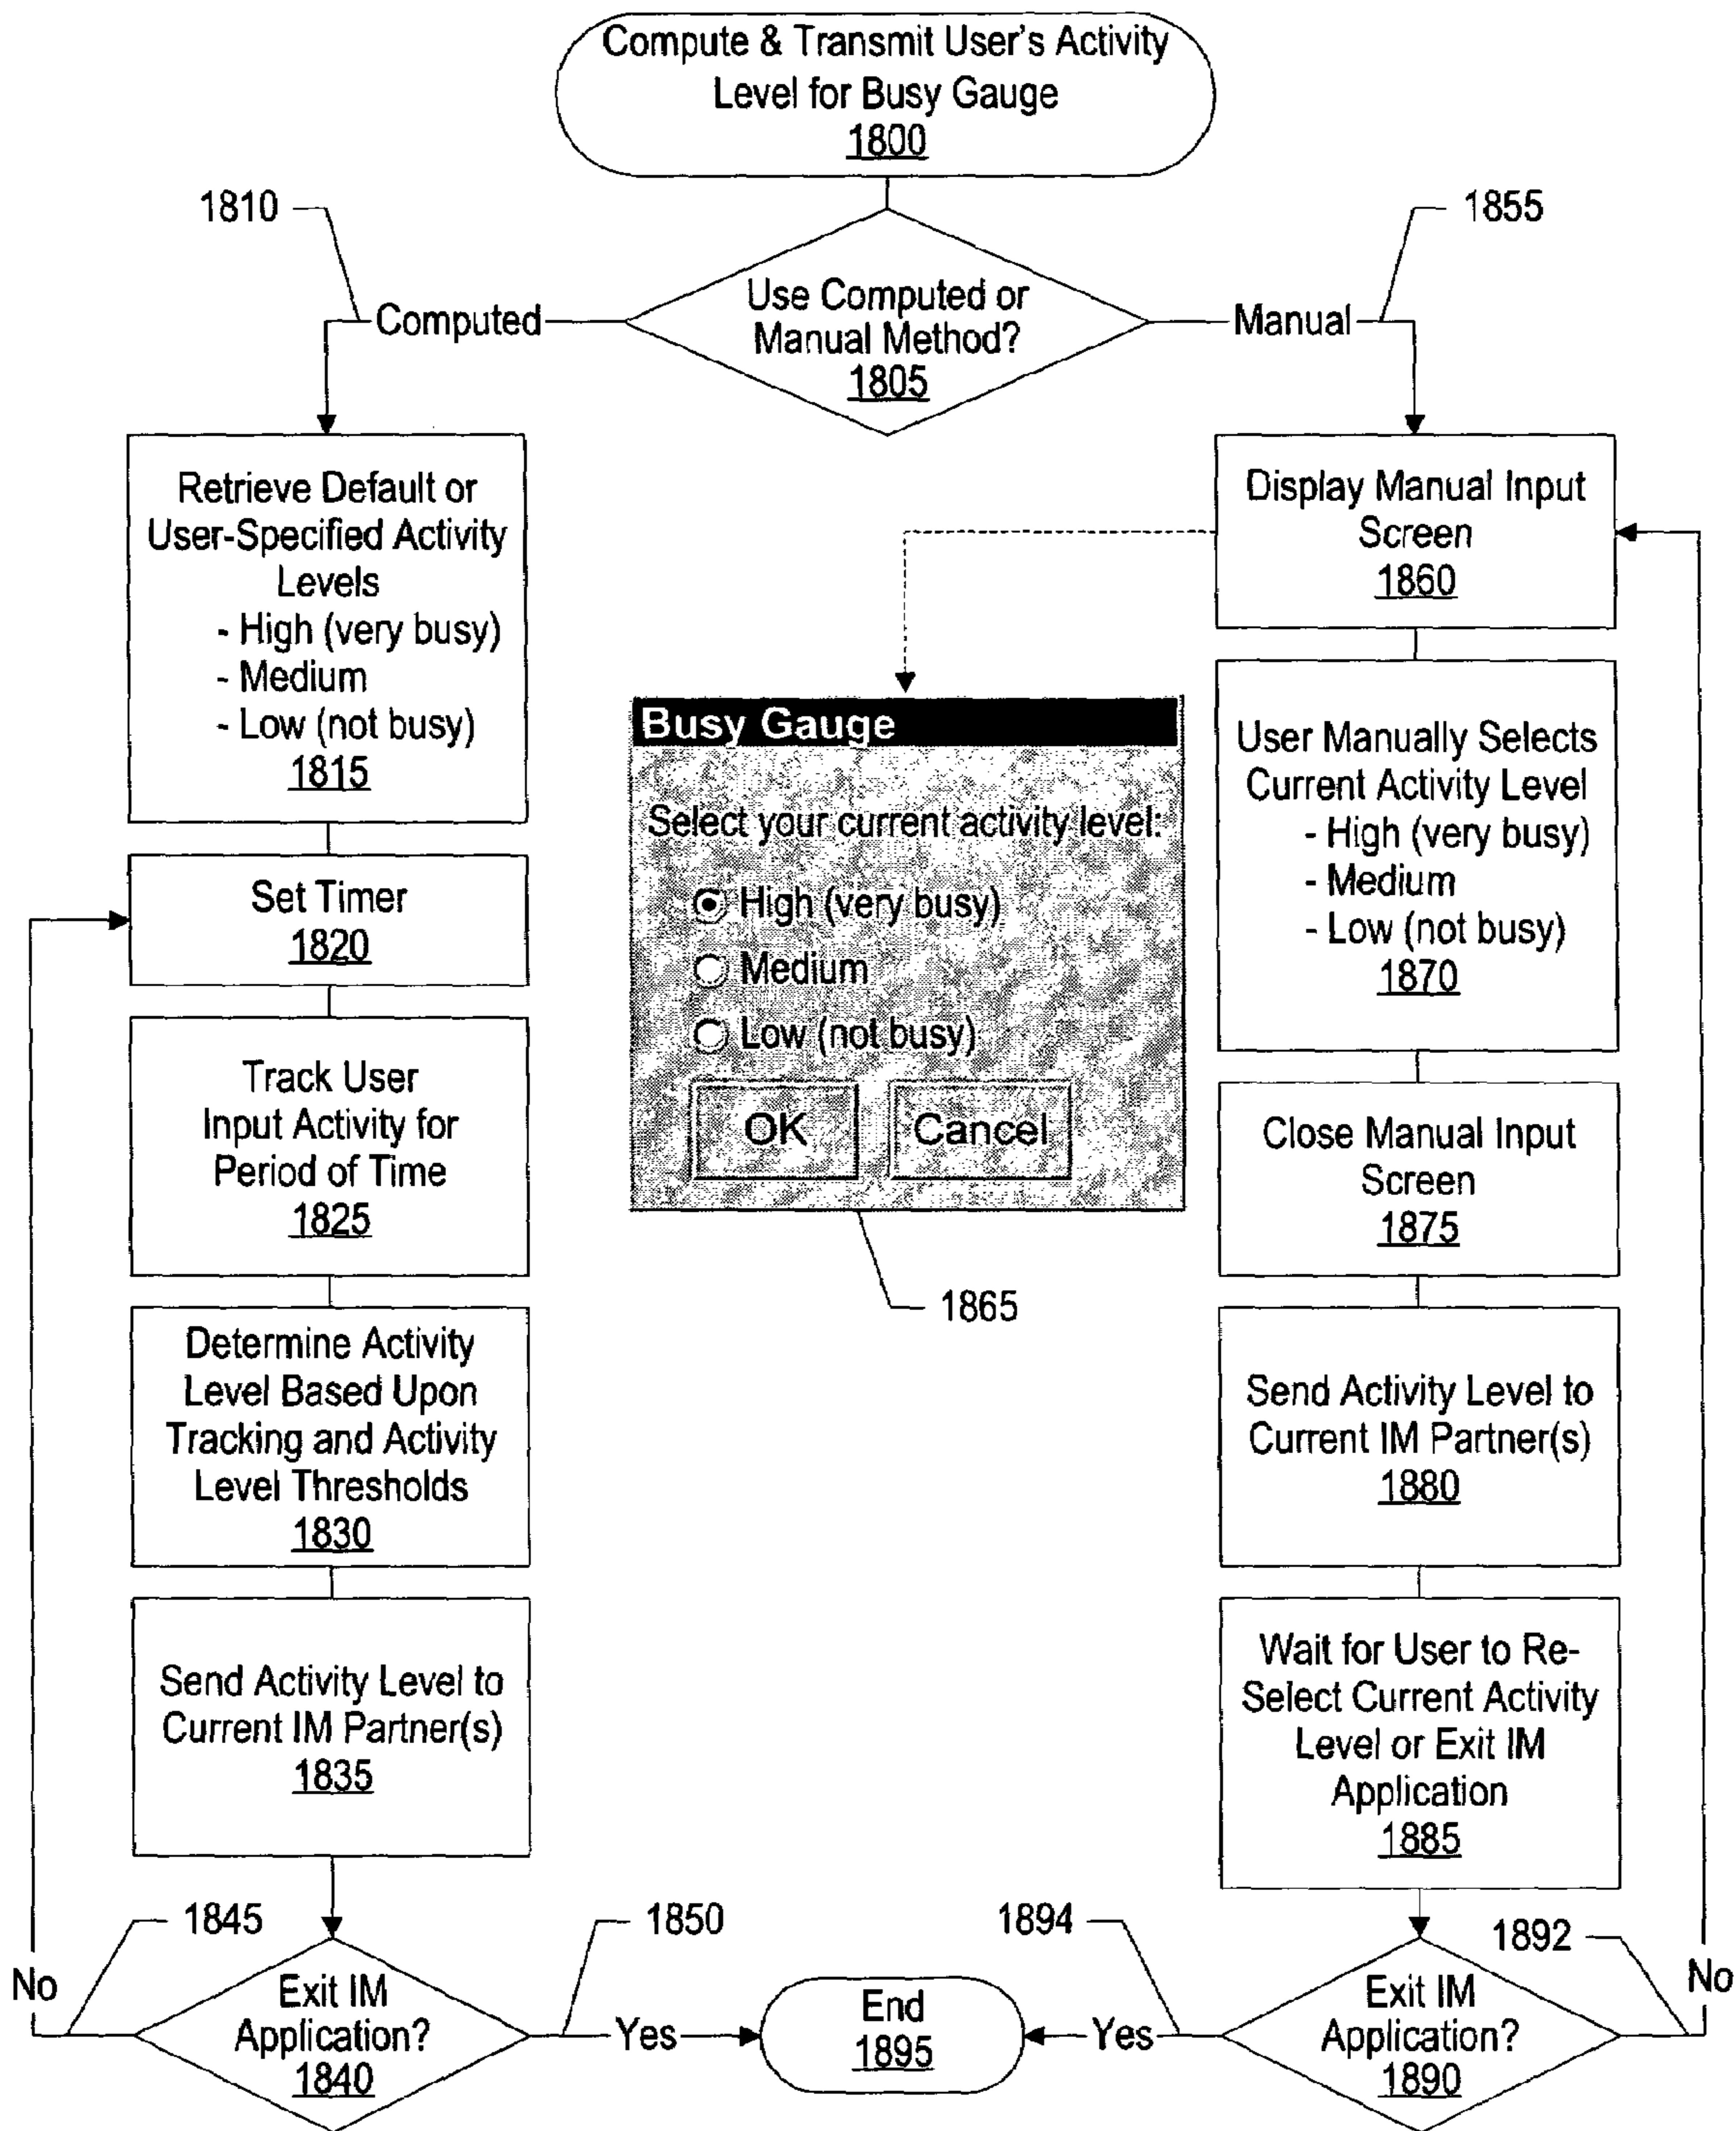 Compute & Transmit User's Activity
Level for Busy Gauge
1800
1810
1855
Use Computed or
Manual Method?
1805
Computed
Manual
Retrieve Default or
User-Specified Activity
Levels
- High (very busy)
- Medium
- Low (not busy)
1815
Set Timer
1820
Track User
Input Activity for
Period of Time
1825
Determine Activity
Level Based Upon
Tracking and Activity
Level Thresholds
1830
Send Activity Level to
Current IM Partner(s)
1835
1845
1850
No
Exit IM
Application?
1840
Yes
Busy Gauge
Select your current activity level:
High (very busy)
Medium
Low (not busy)
OK
Cancel
1865
Display Manual Input
Screen
1860
User Manually Selects
Current Activity Level
- High (very busy)
- Medium
- Low (not busy)
1870
Close Manual Input
Screen
1875
Send Activity Level to
Current IM Partner(s)
1880
Wait for User to Re-
Select Current Activity
Level or Exit IM
Application
1885
1894
1892
Exit IM
Application?
1890
No
Yes
End
1895